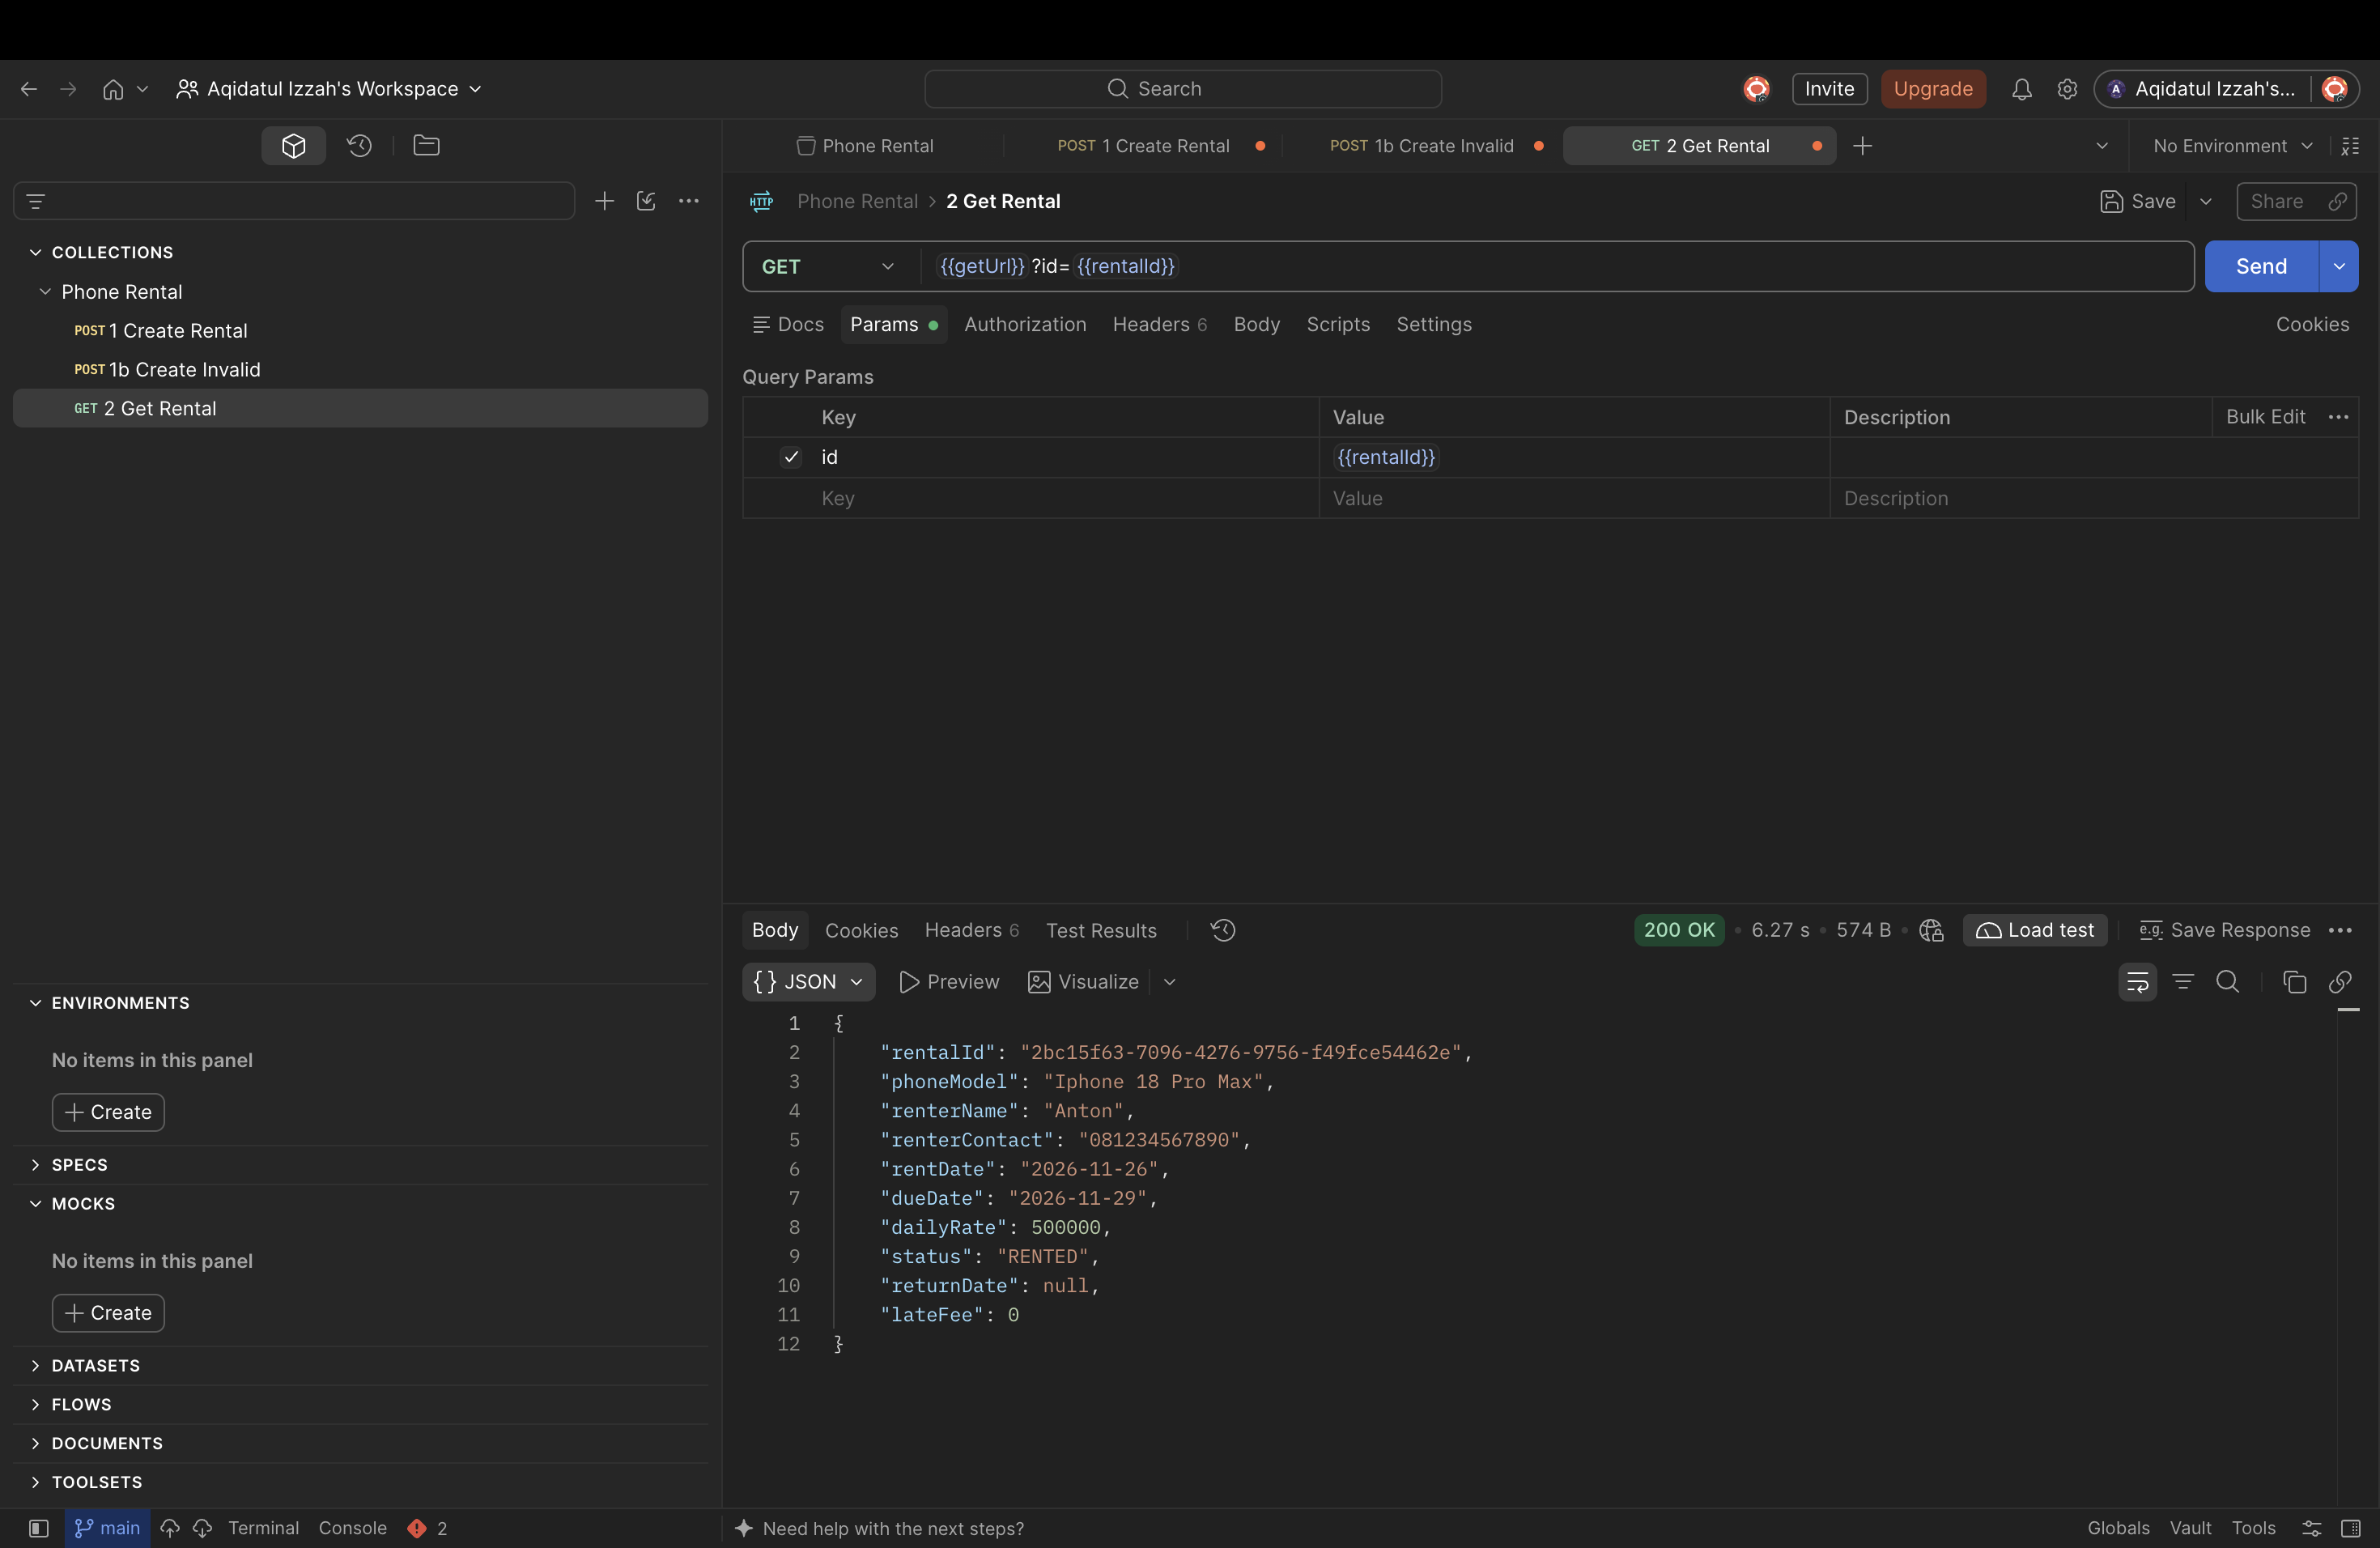 Aqidatul Izzah's Workspace
Search
Invite
Upgrade
A
Aqidatul Izzah's...
Phone Rental
POST 1 Create Rental
POST 1b Create Invalid
GET 2 Get Rental
No Environment
COLLECTIONS
Phone Rental
POST 1 Create Rental
POST 1b Create Invalid
GET 2 Get Rental
ENVIRONMENTS
No items in this panel
Create
SPECS
MOCKS
No items in this panel
Create
DATASETS
FLOWS
DOCUMENTS
TOOLSETS
HTTP
Phone Rental > 2 Get Rental
Save
Share
GET
{{getUrl}} ?id= {{rentalId}}
Send
Docs
Params
Authorization
Headers 6
Body
Scripts
Settings
Cookies
Query Params
Key Value Description Bulk Edit
id {{rentalId}}
Key Value Description
Body
Cookies
Headers 6
Test Results
200 OK • 6.27 s • 574 B
Load test
e.g. Save Response
{} JSON
Preview
Visualize
1 {
2 "rentalId": "2bc15f63-7096-4276-9756-f49fce54462e",
3 "phoneModel": "Iphone 18 Pro Max",
4 "renterName": "Anton",
5 "renterContact": "081234567890",
6 "rentDate": "2026-11-26",
7 "dueDate": "2026-11-29",
8 "dailyRate": 500000,
9 "status": "RENTED",
10 "returnDate": null,
11 "lateFee": 0
12 }
main
Terminal
Console
2
Need help with the next steps?
Globals
Vault
Tools